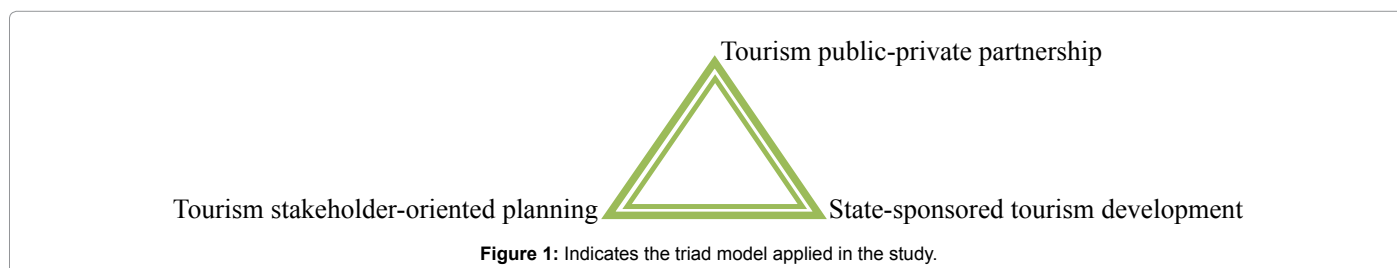 Tourism public-private partnership
Tourism stakeholder-oriented planning
State-sponsored tourism development
Figure 1: Indicates the triad model applied in the study.